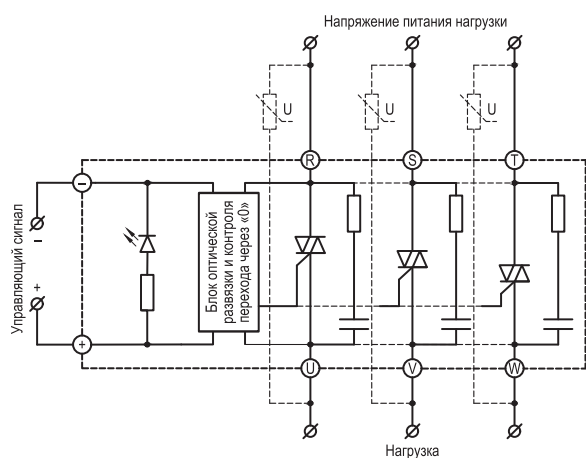 Напряжение питания нагрузки
U
U
U
R
S
T
−
Управляющий сигнал
−
+
Блок оптической
развязки и контроля
перехода через «0»
+
U
V
W
Нагрузка